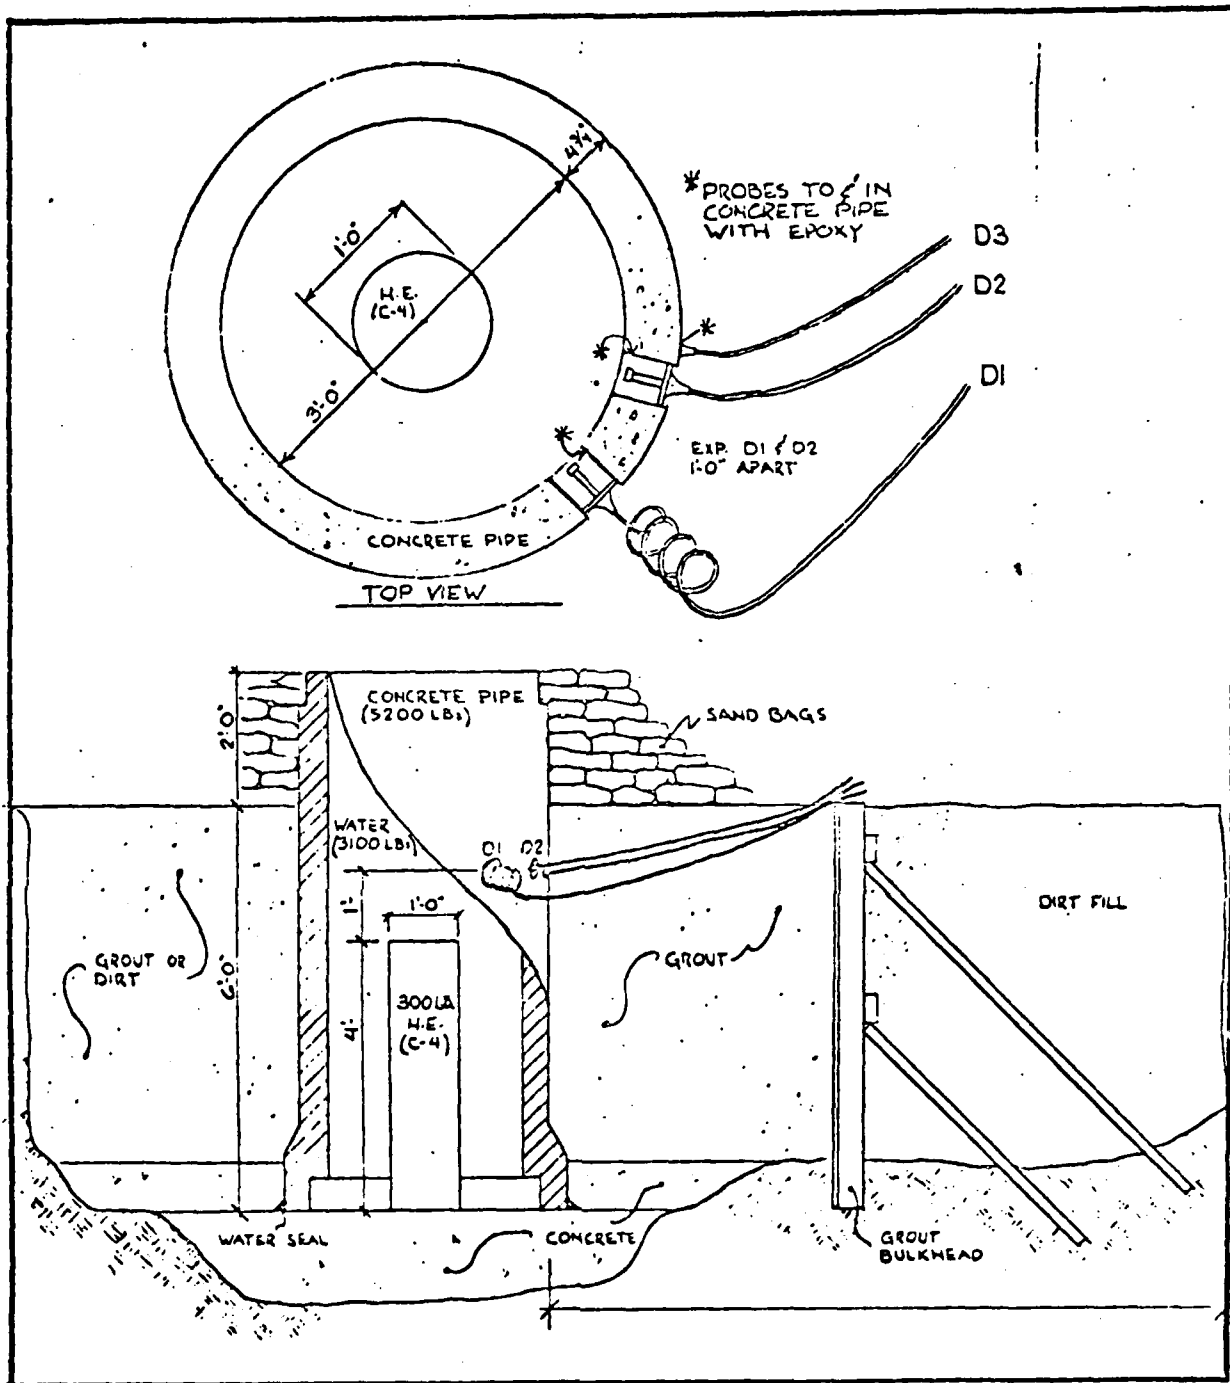 4¾"
*PROBES TO ⊄ IN
CONCRETE PIPE
WITH EPOXY
D3
D2
D1
1'-0"
H.E.
(C-4)
3'-0"
*
*
*
EXP. D1 & D2
1'-0" APART
CONCRETE PIPE
TOP VIEW
CONCRETE PIPE
(5200 LBs)
SAND BAGS
2'-0"
WATER
(3100 LBs)
D1 D2
1'
1'-0"
DIRT FILL
GROUT OR
DIRT
6'-0"
GROUT
4'
300 LB
H.E.
(C-4)
WATER SEAL
CONCRETE
GROUT
BULKHEAD